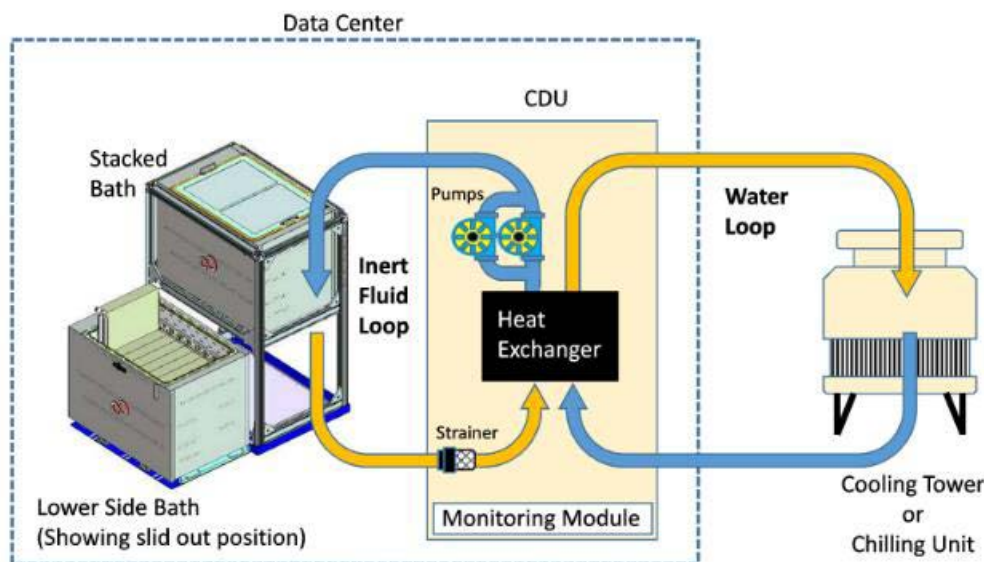 Data Center
CDU
Stacked
Bath
Pumps
Inert
Fluid
Loop
Water
Loop
Heat
Exchanger
Strainer
Lower Side Bath
(Showing slid out position)
Monitoring Module
Cooling Tower
or
Chilling Unit